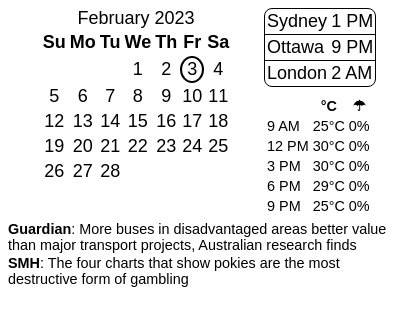 February 2023
Su Mo Tu We Th Fr Sa
1 2 3 4
5 6 7 8 9 10 11
12 13 14 15 16 17 18
19 20 21 22 23 24 25
26 27 28
Sydney 1 PM
Ottawa 9 PM
London 2 AM
°C ☂
9 AM 25°C 0%
12 PM 30°C 0%
3 PM 30°C 0%
6 PM 29°C 0%
9 PM 25°C 0%
Guardian: More buses in disadvantaged areas better value
than major transport projects, Australian research finds
SMH: The four charts that show pokies are the most
destructive form of gambling